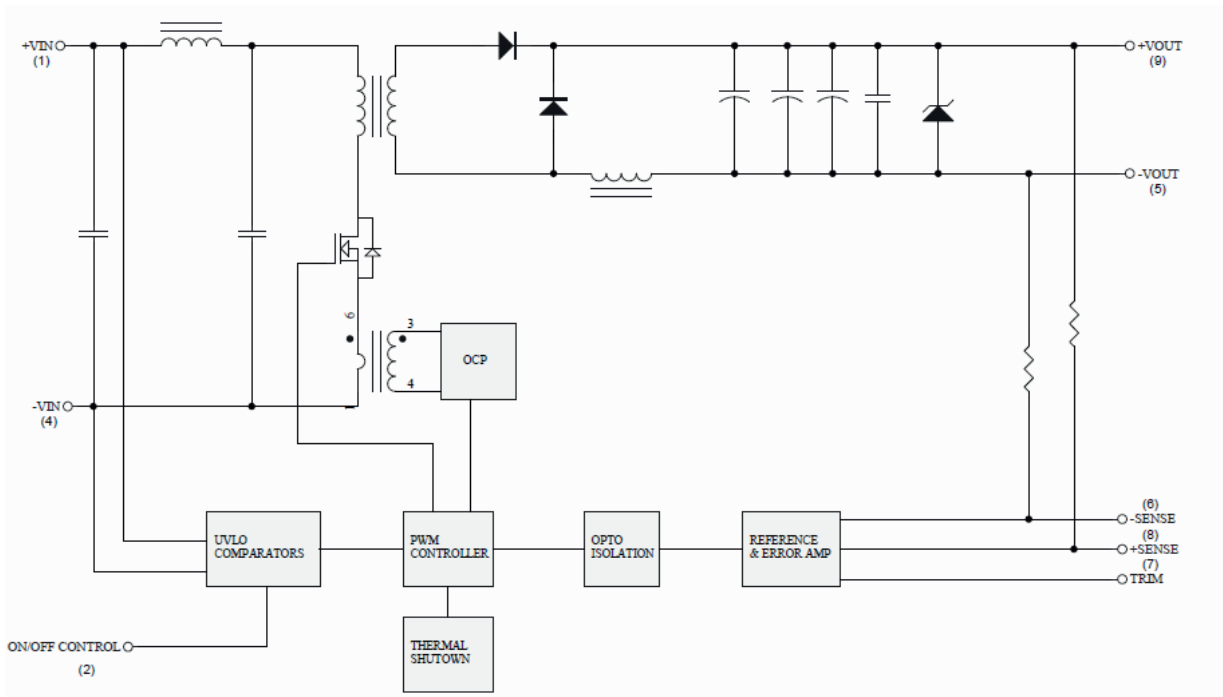 +VIN
(1)
+VOUT
(9)
-VOUT
(5)
6
3
OCP
4
1
-VIN
(4)
(6)
-SENSE
(8)
+SENSE
(7)
TRIM
UVLO
COMPARATORS
PWM
CONTROLLER
OPTO
ISOLATION
REFERENCE
& ERROR AMP
THERMAL
SHUTOWN
ON/OFF CONTROL
(2)